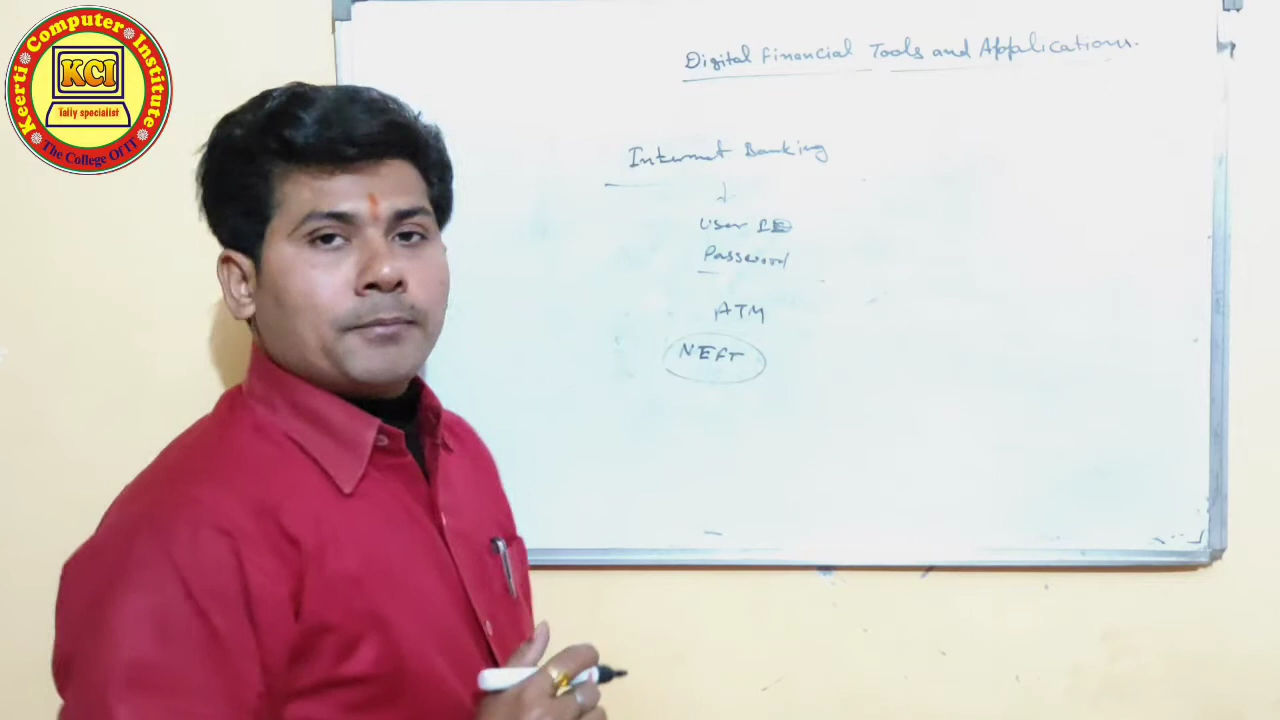 Keerti Computer Institute
KCI
Tally specialist
The College Of IT
Digital Financial Tools and Applications.
Internet Banking
User ID
Password
ATM
NEFT